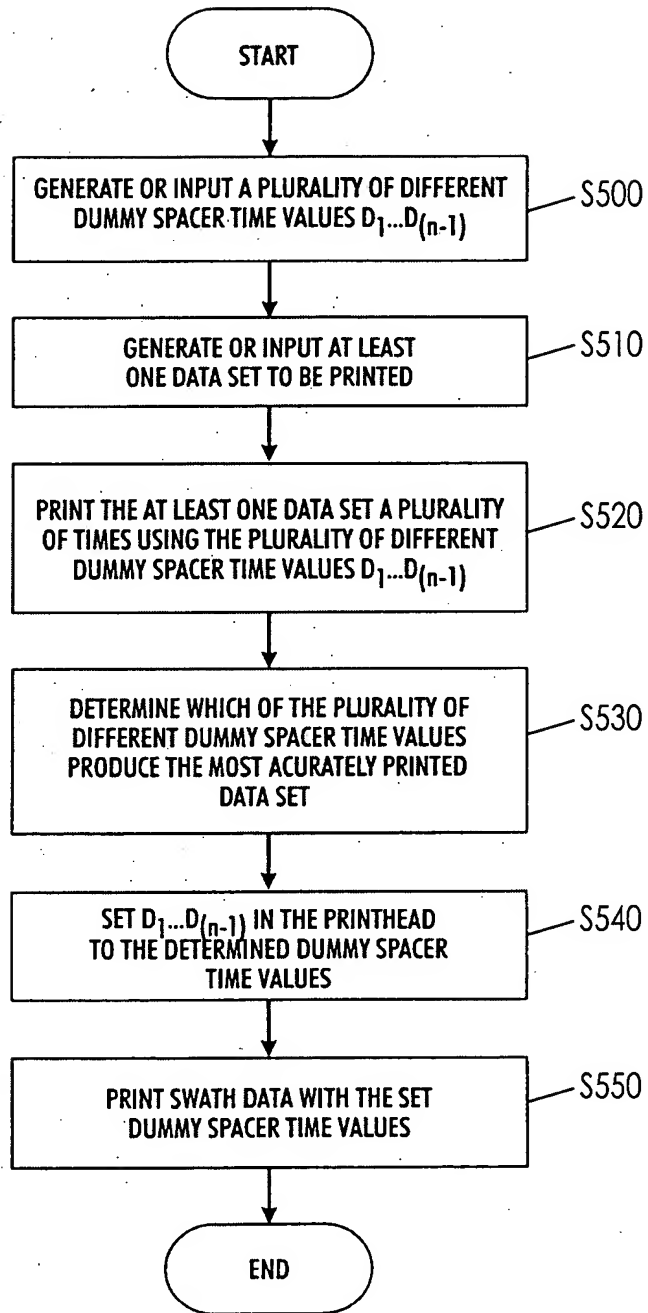 START
GENERATE OR INPUT A PLURALITY OF DIFFERENT
DUMMY SPACER TIME VALUES D1...D(n-1)
S500
GENERATE OR INPUT AT LEAST
ONE DATA SET TO BE PRINTED
S510
PRINT THE AT LEAST ONE DATA SET A PLURALITY
OF TIMES USING THE PLURALITY OF DIFFERENT
DUMMY SPACER TIME VALUES D1...D(n-1)
S520
DETERMINE WHICH OF THE PLURALITY OF
DIFFERENT DUMMY SPACER TIME VALUES
PRODUCE THE MOST ACURATELY PRINTED
DATA SET
S530
SET D1...D(n-1) IN THE PRINTHEAD
TO THE DETERMINED DUMMY SPACER
TIME VALUES
S540
PRINT SWATH DATA WITH THE SET
DUMMY SPACER TIME VALUES
S550
END